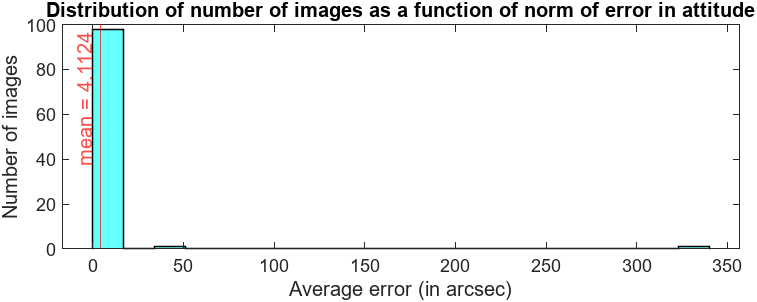 Distribution of number of images as a function of norm of error in attitude
100
80
60
40
20
0
Number of images
mean = 4.1124
0 50 100 150 200 250 300 350
Average error (in arcsec)